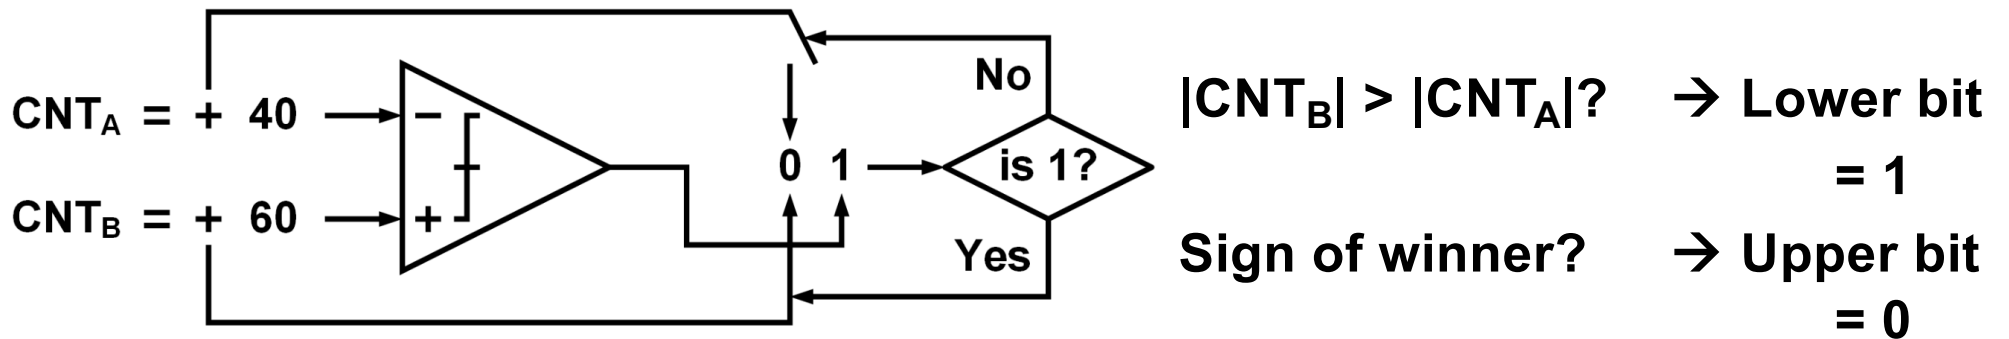 CNTA = + 40
CNTB = + 60
− +
0 1
is 1?
No
Yes
|CNTB| > |CNTA|? → Lower bit
= 1
Sign of winner? → Upper bit
= 0